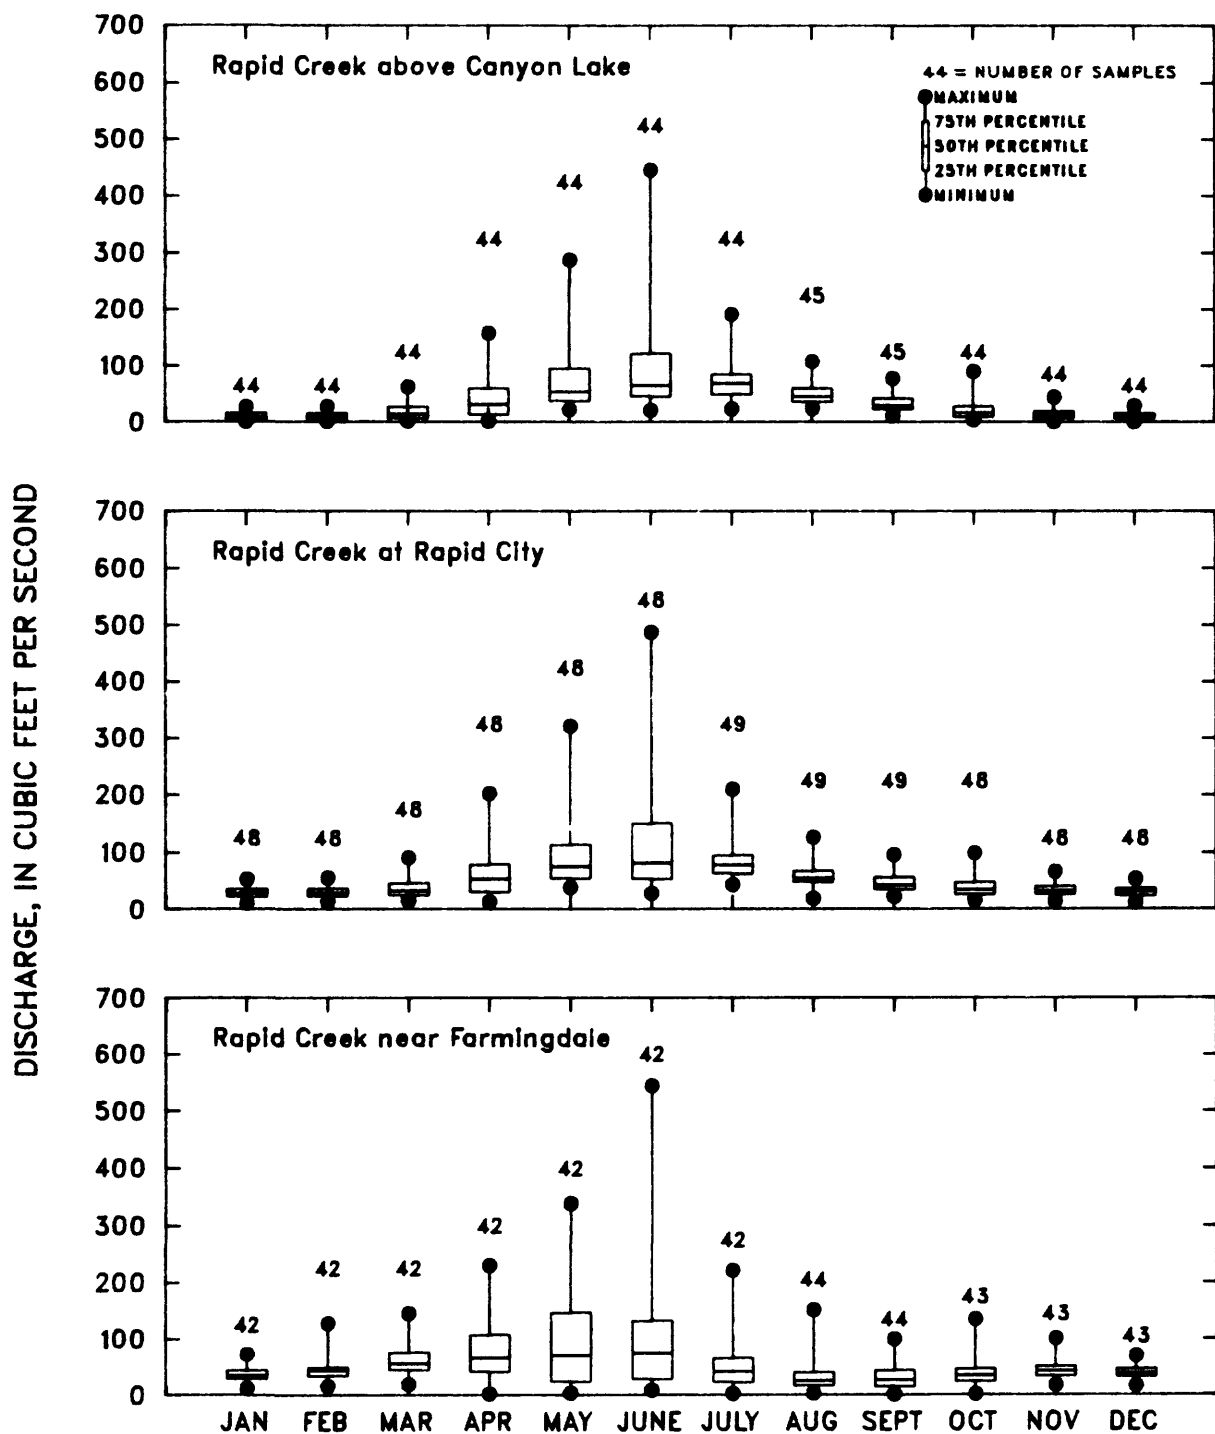 DISCHARGE, IN CUBIC FEET PER SECOND
700
600
500
400
300
200
100
0
Rapid Creek above Canyon Lake
44 = NUMBER OF SAMPLES
MAXIMUM
75TH PERCENTILE
50TH PERCENTILE
25TH PERCENTILE
MINIMUM
44 44 44 44 44 44 44 45 45 44 44 44
700
600
500
400
300
200
100
0
Rapid Creek at Rapid City
48 48 48 48 48 48 49 49 49 48 48 48
700
600
500
400
300
200
100
0
Rapid Creek near Farmingdale
42 42 42 42 42 42 42 44 44 43 43 43
JAN FEB MAR APR MAY JUNE JULY AUG SEPT OCT NOV DEC